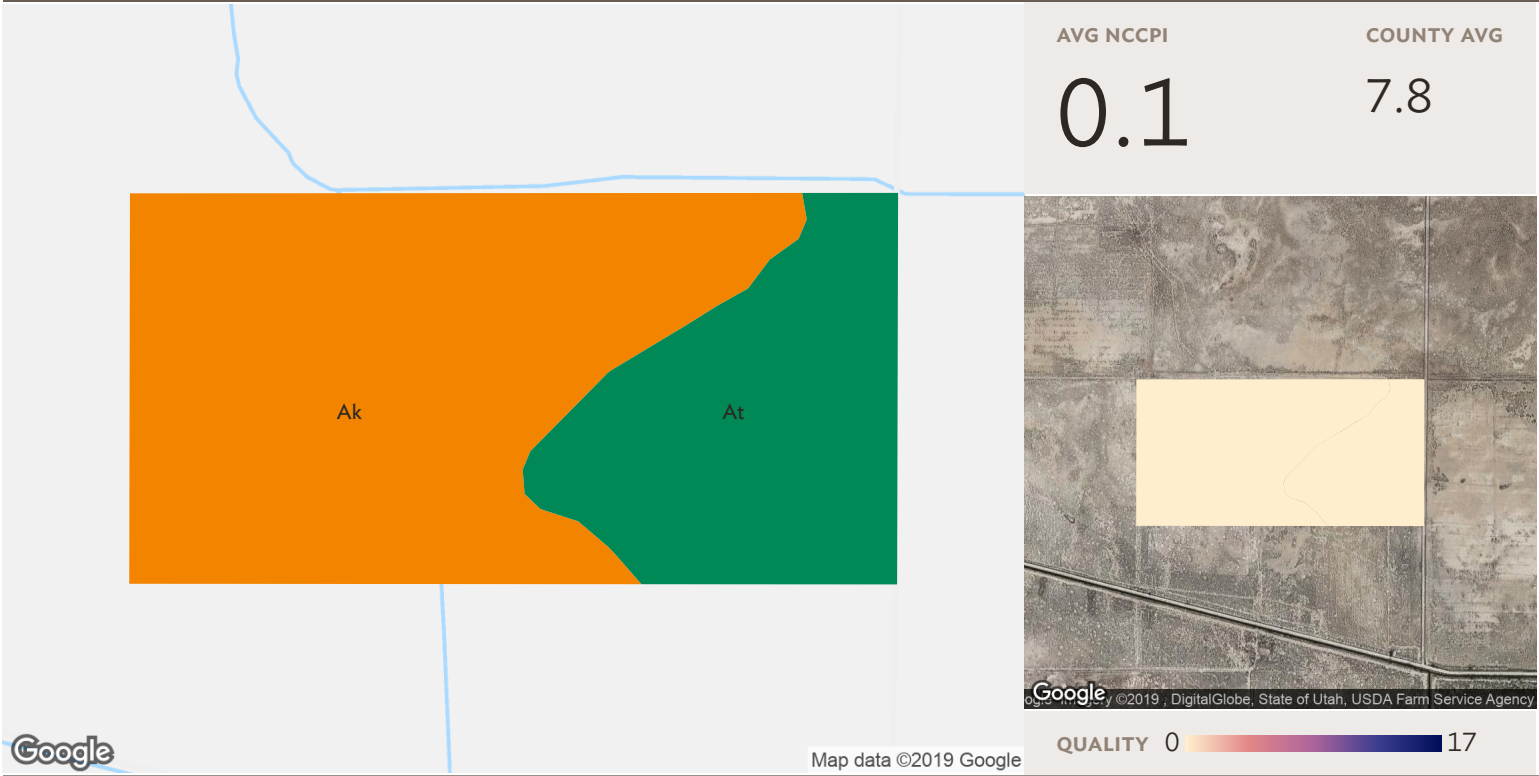 AVG NCCPI
COUNTY AVG
0.1
7.8
Ak
At
Google
Map data ©2019 Google
Google
©2019 , DigitalGlobe, State of Utah, USDA Farm Service Agency
QUALITY 0 17